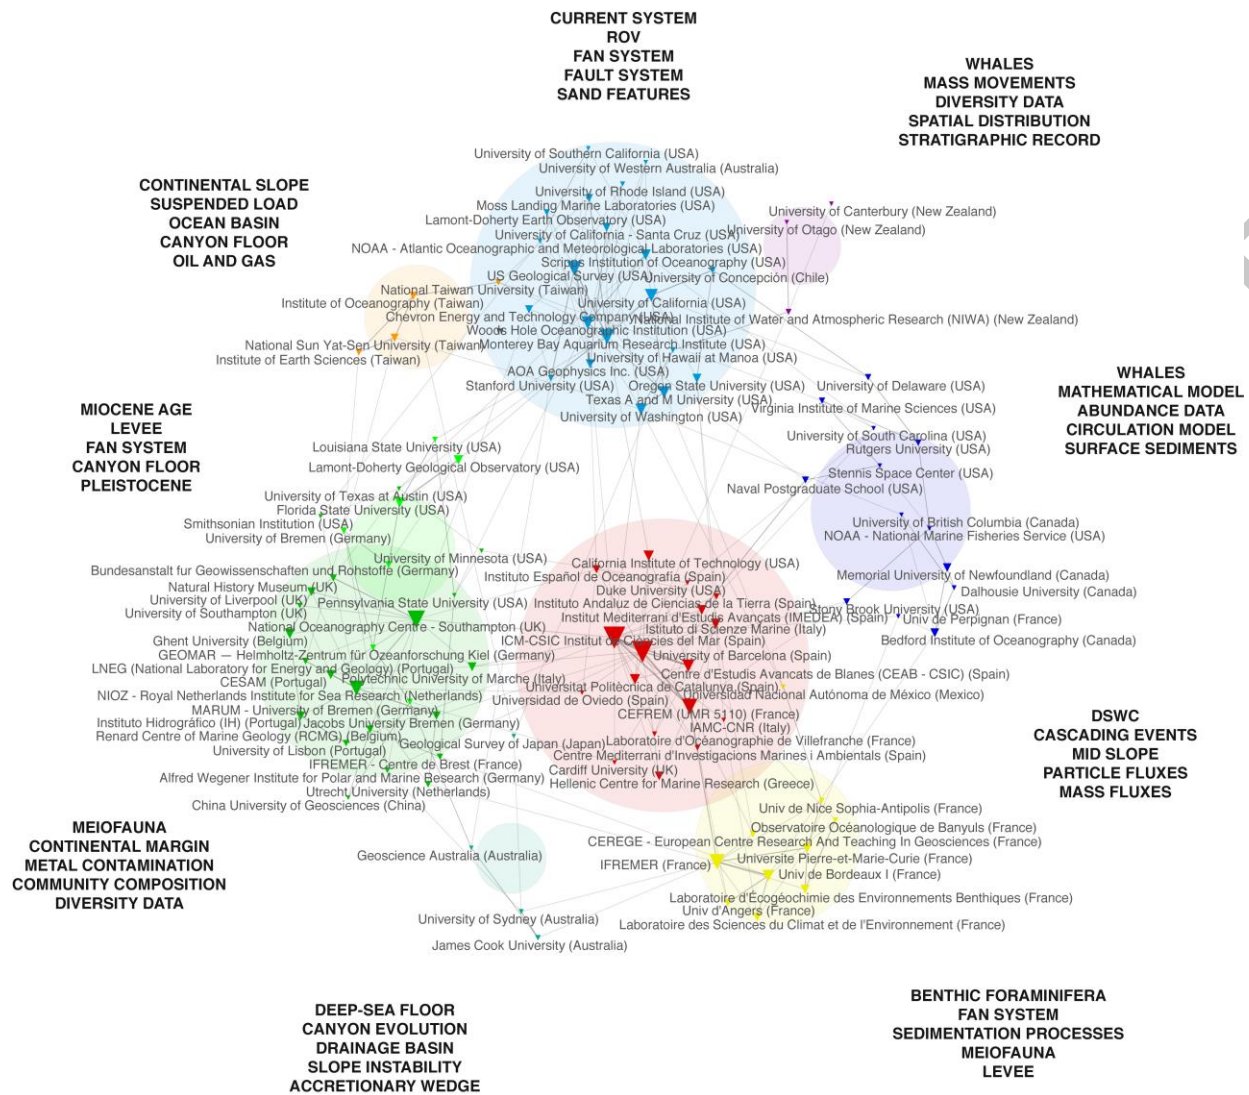 CURRENT SYSTEM
ROV
FAN SYSTEM
FAULT SYSTEM
SAND FEATURES
WHALES
MASS MOVEMENTS
DIVERSITY DATA
SPATIAL DISTRIBUTION
STRATIGRAPHIC RECORD
CONTINENTAL SLOPE
SUSPENDED LOAD
OCEAN BASIN
CANYON FLOOR
OIL AND GAS
University of Southern California (USA)
University of Western Australia (Australia)
University of Rhode Island (USA)
Moss Landing Marine Laboratories (USA)
Lamont-Doherty Earth Observatory (USA)
University of California - Santa Cruz (USA)
NOAA - Atlantic Oceanographic and Meteorological Laboratories (USA)
Scripps Institution of Oceanography (USA)
US Geological Survey (USA)
University of Concepción (Chile)
University of Canterbury (New Zealand)
University of Otago (New Zealand)
National Taiwan University (Taiwan)
Institute of Oceanography (Taiwan)
University of California (USA)
Chevron Energy and Technology Company (USA)
National Institute of Water and Atmospheric Research (NIWA) (New Zealand)
Woods Hole Oceanographic Institution (USA)
National Sun Yat-Sen University (Taiwan)
Monterey Bay Aquarium Research Institute (USA)
Institute of Earth Sciences (Taiwan)
University of Hawaii at Manoa (USA)
AOA Geophysics Inc. (USA)
Stanford University (USA)
Oregon State University (USA)
University of Delaware (USA)
Texas A and M University (USA)
Virginia Institute of Marine Sciences (USA)
University of Washington (USA)
WHALES
MATHEMATICAL MODEL
ABUNDANCE DATA
CIRCULATION MODEL
SURFACE SEDIMENTS
MIOCENE AGE
LEVEE
FAN SYSTEM
CANYON FLOOR
PLEISTOCENE
University of South Carolina (USA)
Rutgers University (USA)
Louisiana State University (USA)
Lamont-Doherty Geological Observatory (USA)
Stennis Space Center (USA)
Naval Postgraduate School (USA)
University of Texas at Austin (USA)
Florida State University (USA)
Smithsonian Institution (USA)
University of Bremen (Germany)
University of British Columbia (Canada)
NOAA - National Marine Fisheries Service (USA)
University of Minnesota (USA)
California Institute of Technology (USA)
Bundesanstalt fur Geowissenschaften und Rohstoffe (Germany)
Instituto Español de Oceanografia (Spain)
Memorial University of Newfoundland (Canada)
Natural History Museum (UK)
Duke University (USA)
Dalhousie University (Canada)
University of Liverpool (UK)
Pennsylvania State University (USA)
Instituto Andaluz de Ciencias de la Tierra (Spain)
Stony Brook University (USA)
University of Southampton (UK)
Institut Mediterrani d'Estudis Avançats (IMEDEA) (Spain)
Univ de Perpignan (France)
National Oceanography Centre - Southampton (UK)
Istituto di Scienze Marine (Italy)
Ghent University (Belgium)
ICM-CSIC Institut de Ciències del Mar (Spain)
Bedford Institute of Oceanography (Canada)
GEOMAR — Helmholtz-Zentrum für Ozeanforschung Kiel (Germany)
University of Barcelona (Spain)
LNEG (National Laboratory for Energy and Geology) (Portugal)
Centre d'Estudis Avancats de Blanes (CEAB - CSIC) (Spain)
CESAM (Portugal)
Polytechnic University of Marche (Italy)
Universitat Politècnica de Catalunya (Spain)
NIOZ - Royal Netherlands Institute for Sea Research (Netherlands)
Universidad Nacional Autónoma de México (Mexico)
Universidad de Oviedo (Spain)
MARUM - University of Bremen (Germany)
CEFREM (UMR 5110) (France)
Instituto Hidrográfico (IH) (Portugal)
Jacobs University Bremen (Germany)
IAMC-CNR (Italy)
Renard Centre of Marine Geology (RCMG) (Belgium)
Geological Survey of Japan (Japan)
Laboratoire d'Océanographie de Villefranche (France)
University of Lisbon (Portugal)
Centre Mediterrani d'Investigacions Marines i Ambientals (Spain)
IFREMER - Centre de Brest (France)
Cardiff University (UK)
Alfred Wegener Institute for Polar and Marine Research (Germany)
Hellenic Centre for Marine Research (Greece)
Utrecht University (Netherlands)
China University of Geosciences (China)
DSWC
CASCADING EVENTS
MID SLOPE
PARTICLE FLUXES
MASS FLUXES
Univ de Nice Sophia-Antipolis (France)
Observatoire Océanologique de Banyuls (France)
CEREGE - European Centre Research And Teaching In Geosciences (France)
Geoscience Australia (Australia)
IFREMER (France)
Universite Pierre-et-Marie-Curie (France)
Univ de Bordeaux I (France)
Laboratoire d'Écogéochimie des Environnements Benthiques (France)
Univ d'Angers (France)
University of Sydney (Australia)
Laboratoire des Sciences du Climat et de l'Environnement (France)
James Cook University (Australia)
MEIOFAUNA
CONTINENTAL MARGIN
METAL CONTAMINATION
COMMUNITY COMPOSITION
DIVERSITY DATA
DEEP-SEA FLOOR
CANYON EVOLUTION
DRAINAGE BASIN
SLOPE INSTABILITY
ACCRETIONARY WEDGE
BENTHIC FORAMINIFERA
FAN SYSTEM
SEDIMENTATION PROCESSES
MEIOFAUNA
LEVEE